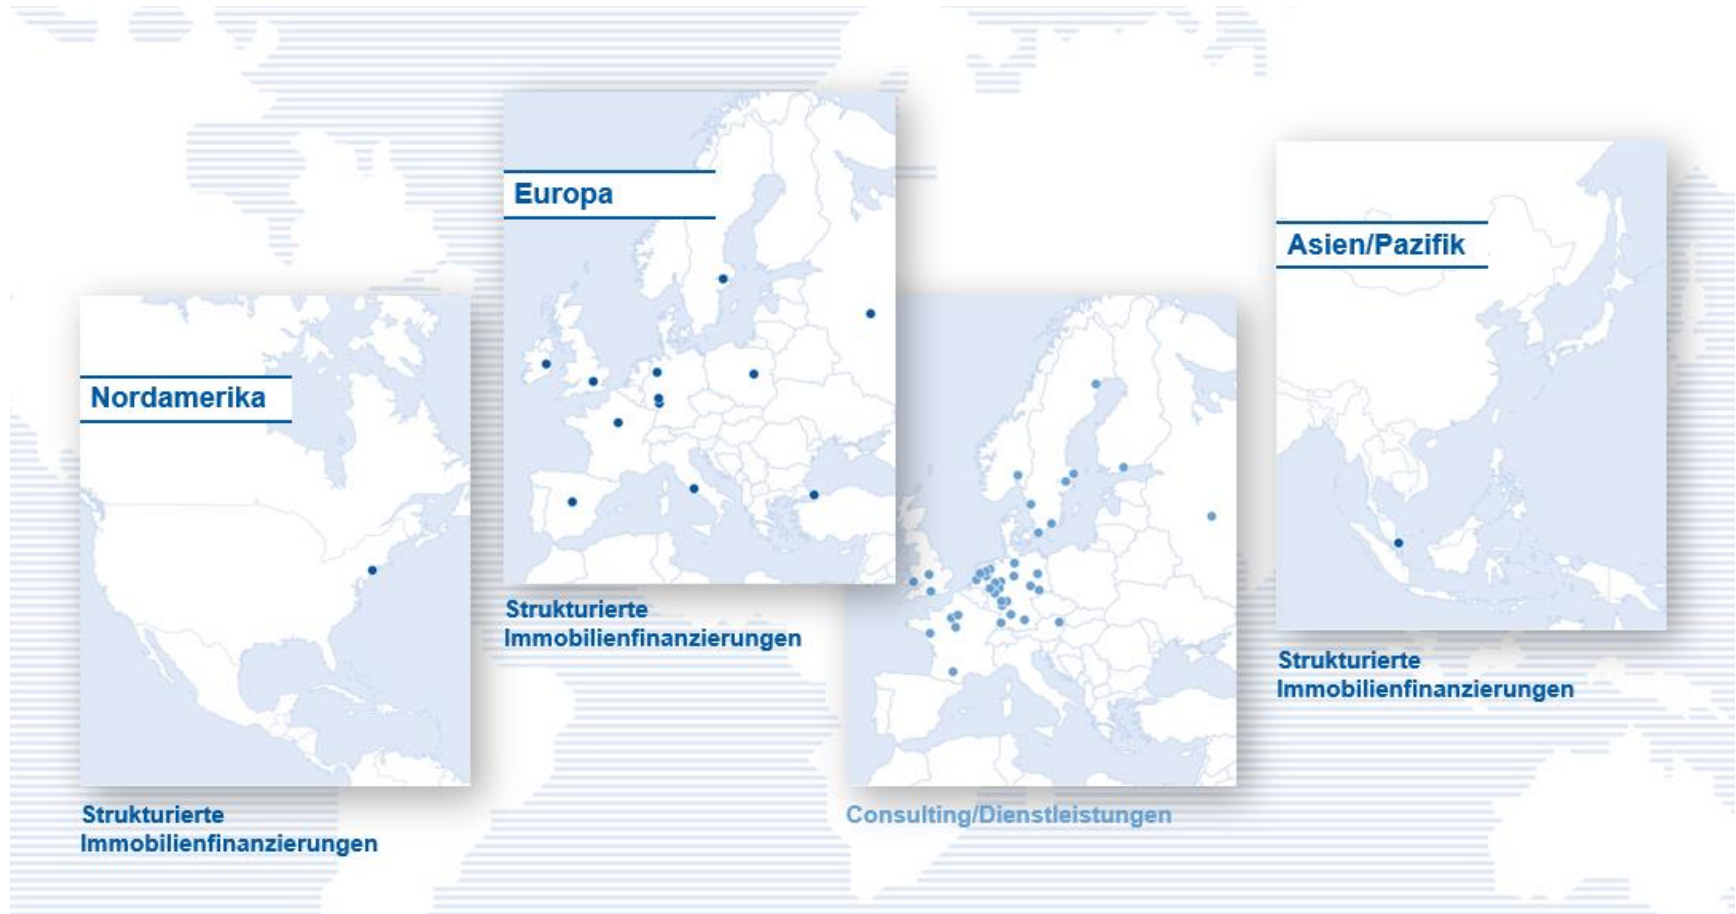 Nordamerika
Strukturierte
Immobilienfinanzierungen
Europa
Strukturierte
Immobilienfinanzierungen
Consulting/Dienstleistungen
Asien/Pazifik
Strukturierte
Immobilienfinanzierungen